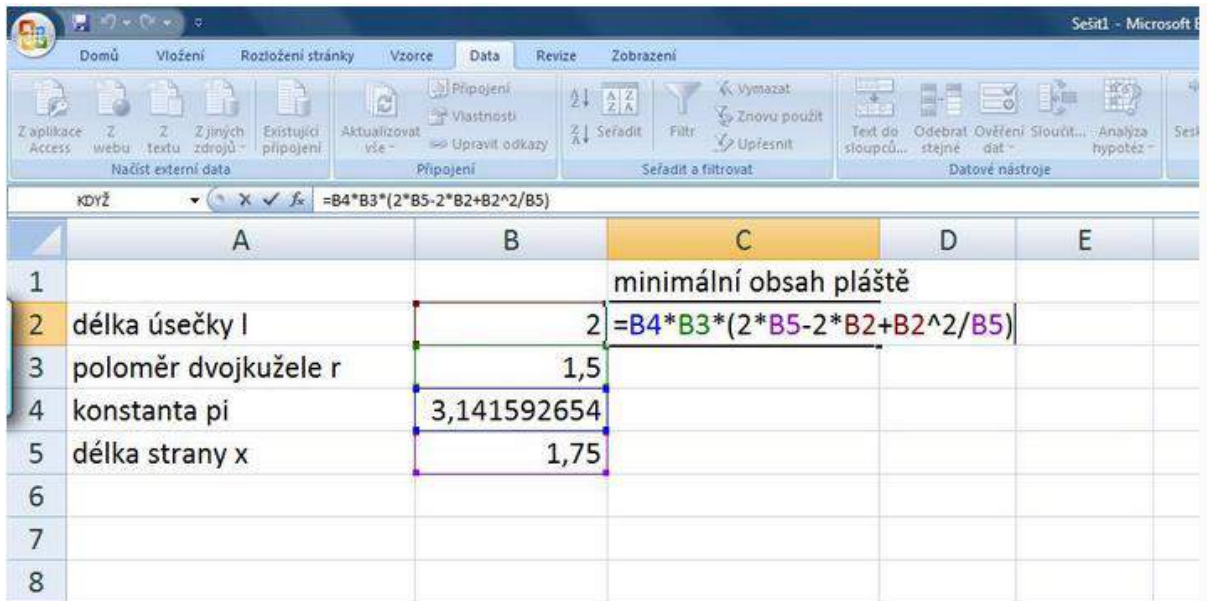 Sešit1 - Microsoft
Domů Vložení Rozložení stránky Vzorce Data Revize Zobrazení
Z aplikace Access
Z webu
Z textu
Z jiných zdrojů
Existující připojení
Načíst externí data
Aktualizovat vše
Připojení
Vlastnosti
Upravit odkazy
Připojení
Seřadit
Filtr
Vymazat
Znovu použít
Upřesnit
Seřadit a filtrovat
Text do sloupců...
Odebrat stejné
Ověření dat
Sloučit...
Analýza hypotéz
Datové nástroje
KDYŽ fx =B4*B3*(2*B5-2*B2+B2^2/B5)
A B C D E
1 minimální obsah pláště
2 délka úsečky l 2 =B4*B3*(2*B5-2*B2+B2^2/B5)
3 poloměr dvojkužele r 1,5
4 konstanta pi 3,141592654
5 délka strany x 1,75
6
7
8